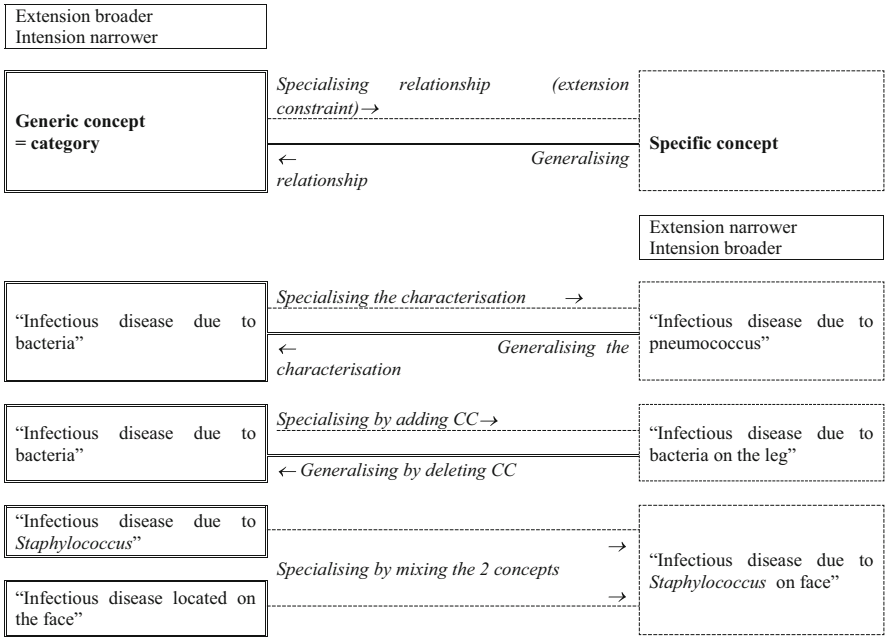 Extension broader
Intension narrower
Specialising relationship (extension
constraint)→
Generic concept
= category
← Generalising
relationship
Specific concept
Extension narrower
Intension broader
Specialising the characterisation →
“Infectious disease due to
bacteria”
← Generalising the
characterisation
“Infectious disease due to
pneumococcus”
Specialising by adding CC→
“Infectious disease due to
bacteria”
← Generalising by deleting CC
“Infectious disease due to
bacteria on the leg”
“Infectious disease due to
Staphylococcus”
→
Specialising by mixing the 2 concepts
→
“Infectious disease located on
the face”
“Infectious disease due to
Staphylococcus on face”